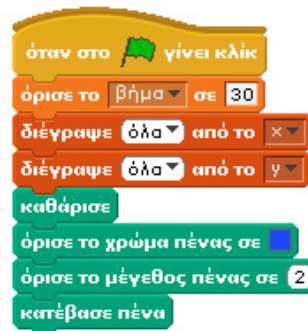 όταν στο γίνει κλίκ
όρισε το βήμα σε 30
διέγραψε όλα από το x
διέγραψε όλα από το y
καθάρισε
όρισε το χρώμα πένας σε
όρισε το μέγεθος πένας σε 2
κατέβασε πένα